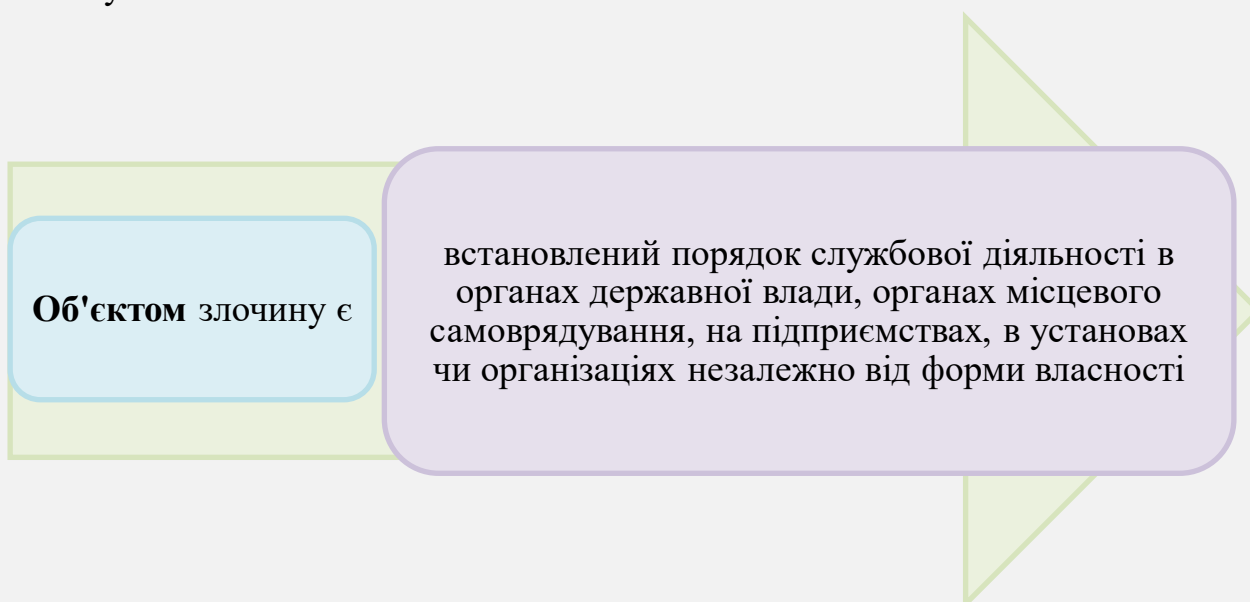 Об'єктом злочину є
встановлений порядок службової діяльності в
органах державної влади, органах місцевого
самоврядування, на підприємствах, в установах
чи організаціях незалежно від форми власності